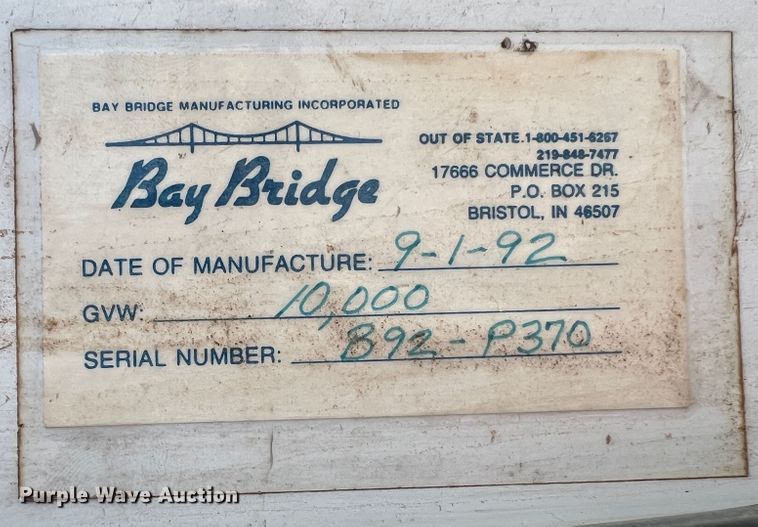 BAY BRIDGE MANUFACTURING INCORPORATED
Bay Bridge
OUT OF STATE 1-800-451-6267
219-848-7477
17666 COMMERCE DR.
P.O. BOX 215
BRISTOL, IN 46507
DATE OF MANUFACTURE: 9-1-92
GVW: 10,000
SERIAL NUMBER: B92-P370
Purple Wave Auction